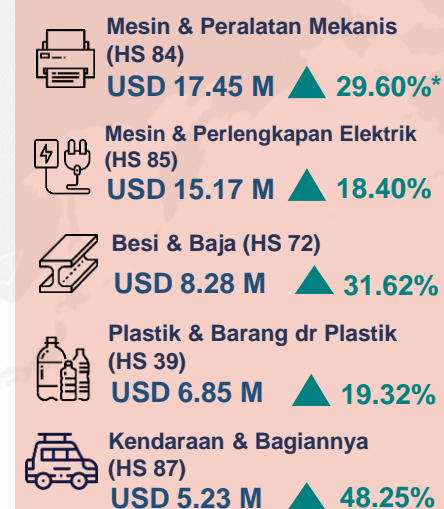 Mesin & Peralatan Mekanis
(HS 84)
USD 17.45 M 29.60%*
Mesin & Perlengkapan Elektrik
(HS 85)
USD 15.17 M 18.40%
Besi & Baja (HS 72)
USD 8.28 M 31.62%
Plastik & Barang dr Plastik
(HS 39)
USD 6.85 M 19.32%
Kendaraan & Bagiannya
(HS 87)
USD 5.23 M 48.25%